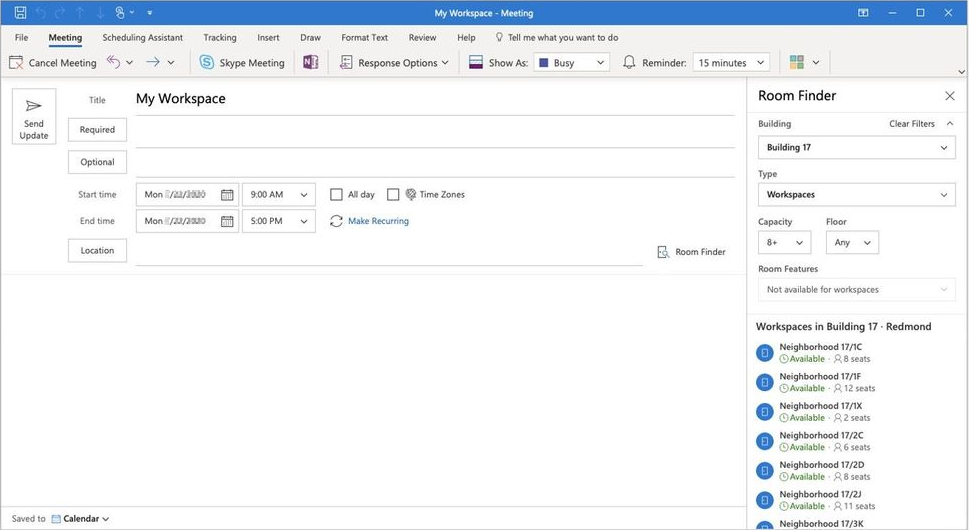 My Workspace - Meeting
File Meeting Scheduling Assistant Tracking Insert Draw Format Text Review Help Tell me what you want to do
Cancel Meeting Skype Meeting Response Options Show As: Busy Reminder: 15 minutes
Send Update
Title My Workspace
Required
Optional
Start time Mon 9:00 AM All day Time Zones
End time Mon 5:00 PM Make Recurring
Location Room Finder
Room Finder
Building Clear Filters
Building 17
Type
Workspaces
Capacity Floor
8+ Any
Room Features
Not available for workspaces
Workspaces in Building 17 · Redmond
Neighborhood 17/1C
Available · 8 seats
Neighborhood 17/1F
Available · 12 seats
Neighborhood 17/1X
Available · 2 seats
Neighborhood 17/2C
Available · 6 seats
Neighborhood 17/2D
Available · 8 seats
Neighborhood 17/2J
Available · 11 seats
Neighborhood 17/3K
Saved to Calendar